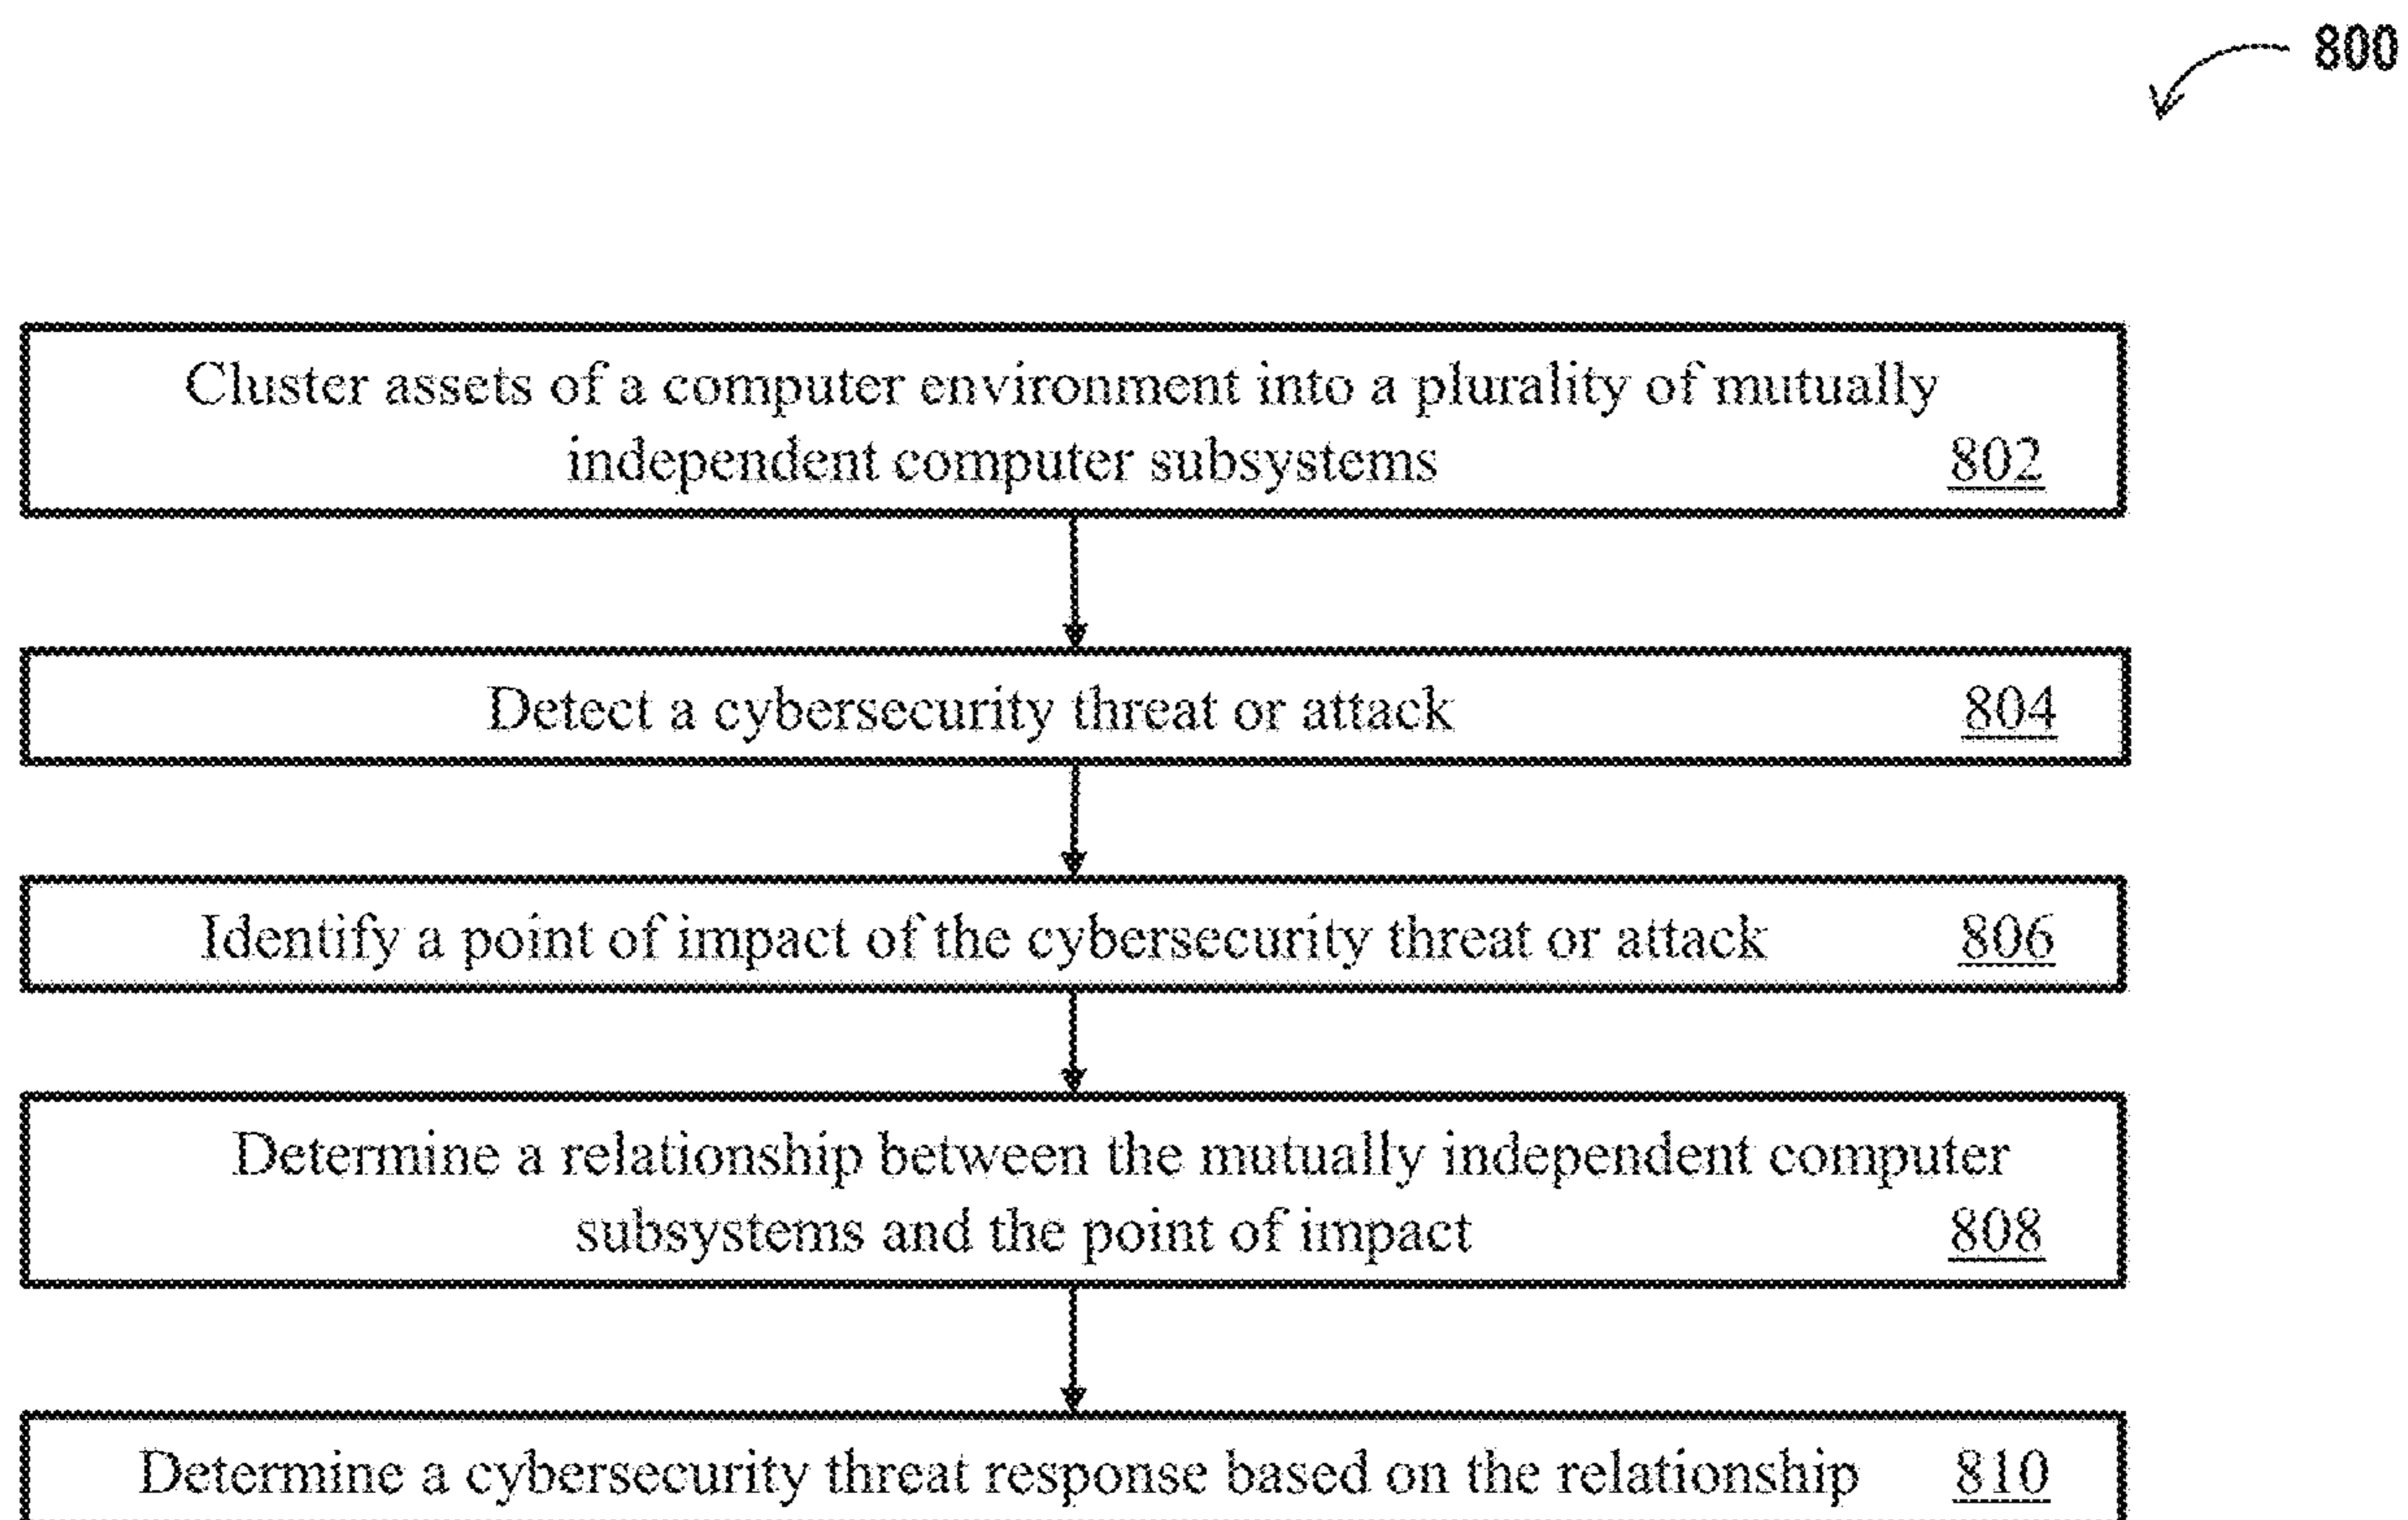 800
Cluster assets of a computer environment into a plurality of mutually
independent computer subsystems 802
Detect a cybersecurity threat or attack 804
Identify a point of impact of the cybersecurity threat or attack 806
Determine a relationship between the mutually independent computer
subsystems and the point of impact 808
Determine a cybersecurity threat response based on the relationship 810